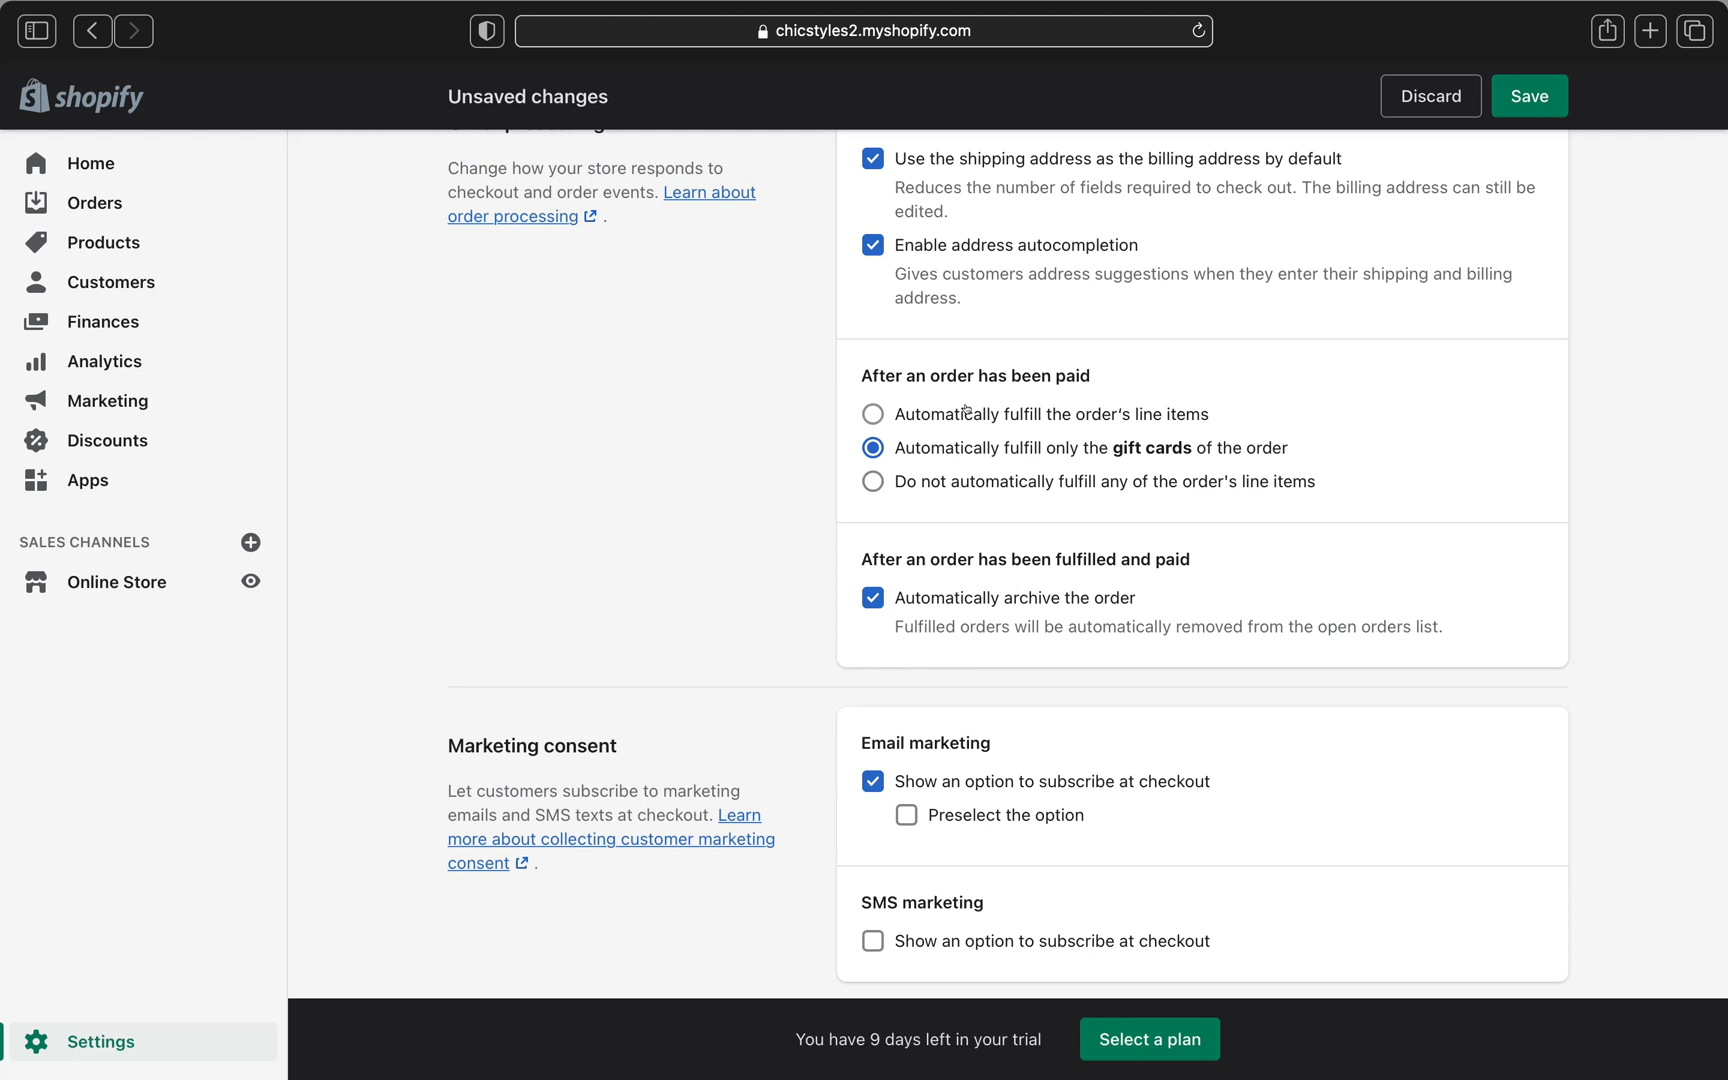 chicstyles2.myshopify.com
shopify
Unsaved changes
Discard
Save
Home
Orders
Products
Customers
Finances
Analytics
Marketing
Discounts
Apps
SALES CHANNELS
Online Store
Settings
Change how your store responds to
checkout and order events. Learn about
order processing .
Use the shipping address as the billing address by default
Reduces the number of fields required to check out. The billing address can still be
edited.
Enable address autocompletion
Gives customers address suggestions when they enter their shipping and billing
address.
After an order has been paid
Automatically fulfill the order's line items
Automatically fulfill only the gift cards of the order
Do not automatically fulfill any of the order's line items
After an order has been fulfilled and paid
Automatically archive the order
Fulfilled orders will be automatically removed from the open orders list.
Marketing consent
Let customers subscribe to marketing
emails and SMS texts at checkout. Learn
more about collecting customer marketing
consent .
Email marketing
Show an option to subscribe at checkout
Preselect the option
SMS marketing
Show an option to subscribe at checkout
You have 9 days left in your trial
Select a plan